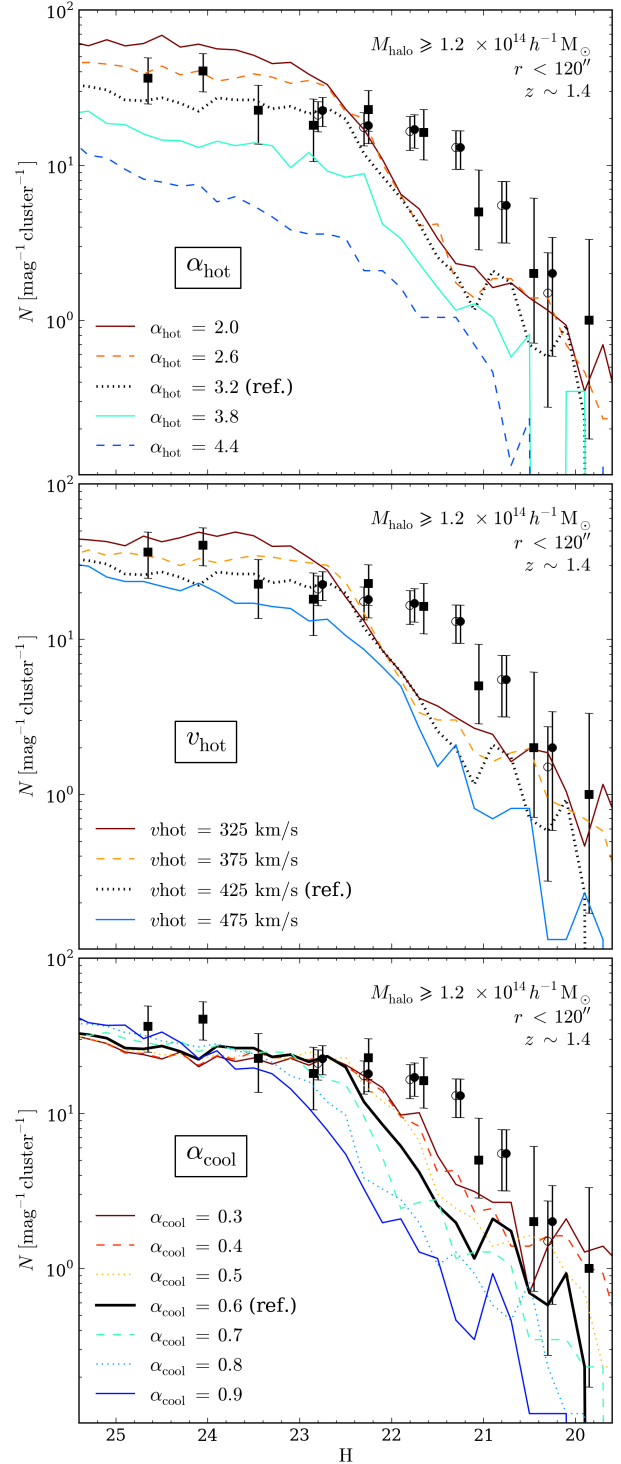 10²
M_halo ⩾ 1.2 × 10¹⁴ h⁻¹ M_⊙
r < 120″
z ∼ 1.4
10¹
N [mag⁻¹ cluster⁻¹]
α_hot
10⁰
α_hot = 2.0
α_hot = 2.6
α_hot = 3.2 (ref.)
α_hot = 3.8
α_hot = 4.4
10²
M_halo ⩾ 1.2 × 10¹⁴ h⁻¹ M_⊙
r < 120″
z ∼ 1.4
10¹
N [mag⁻¹ cluster⁻¹]
v_hot
10⁰
vhot = 325 km/s
vhot = 375 km/s
vhot = 425 km/s (ref.)
vhot = 475 km/s
10²
M_halo ⩾ 1.2 × 10¹⁴ h⁻¹ M_⊙
r < 120″
z ∼ 1.4
10¹
N [mag⁻¹ cluster⁻¹]
α_cool
10⁰
α_cool = 0.3
α_cool = 0.4
α_cool = 0.5
α_cool = 0.6 (ref.)
α_cool = 0.7
α_cool = 0.8
α_cool = 0.9
25 24 23 22 21 20
H